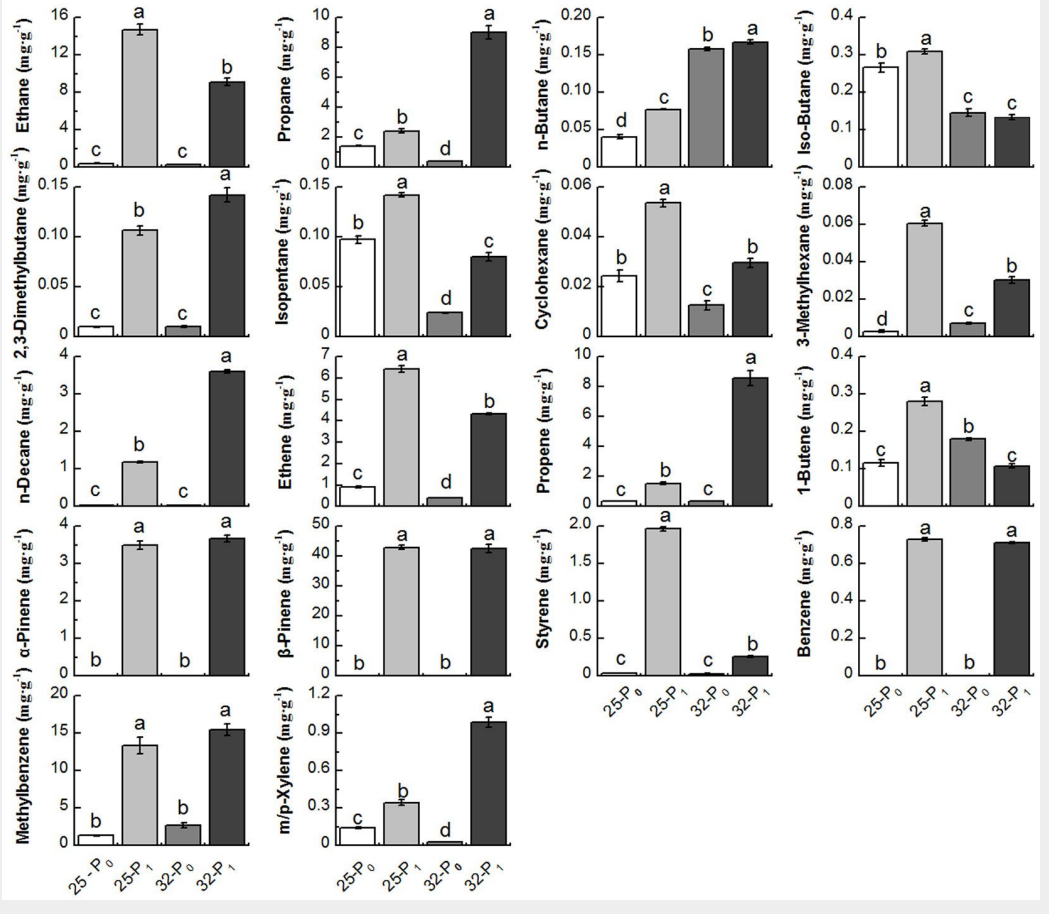 Ethane (mg·g⁻¹)
16
12
8
4
0
c
a
c
b
Propane (mg·g⁻¹)
10
8
6
4
2
0
c
b
d
a
n-Butane (mg·g⁻¹)
0.20
0.15
0.10
0.05
0
d
c
b
a
Iso-Butane (mg·g⁻¹)
0.4
0.3
0.2
0.1
0
b
a
c
c
2,3-Dimethylbutane (mg·g⁻¹)
0.15
0.10
0.05
0
c
b
c
a
Isopentane (mg·g⁻¹)
0.15
0.10
0.05
0
b
a
d
c
Cyclohexane (mg·g⁻¹)
0.06
0.04
0.02
0
b
a
c
b
3-Methylhexane (mg·g⁻¹)
0.08
0.06
0.04
0.02
0
d
a
c
b
n-Decane (mg·g⁻¹)
4
3
2
1
0
c
b
c
a
Ethene (mg·g⁻¹)
7
6
5
4
3
2
1
0
c
a
d
b
Propene (mg·g⁻¹)
10
8
6
4
2
0
c
b
c
a
1-Butene (mg·g⁻¹)
0.4
0.3
0.2
0.1
0
c
a
b
c
α-Pinene (mg·g⁻¹)
4
3
2
1
0
b
a
b
a
β-Pinene (mg·g⁻¹)
50
40
30
20
10
0
b
a
b
a
Styrene (mg·g⁻¹)
2.0
1.5
1.0
0.5
0
c
a
c
b
25-P₀
25-P₁
32-P₀
32-P₁
Benzene (mg·g⁻¹)
0.8
0.6
0.4
0.2
0
b
a
b
a
25-P₀
25-P₁
32-P₀
32-P₁
Methylbenzene (mg·g⁻¹)
20
15
10
5
0
b
a
b
a
25 - P₀
25-P₁
32-P₀
32-P₁
m/p-Xylene (mg·g⁻¹)
1.2
0.9
0.6
0.3
0
c
b
d
a
25-P₀
25-P₁
32-P₀
32-P₁